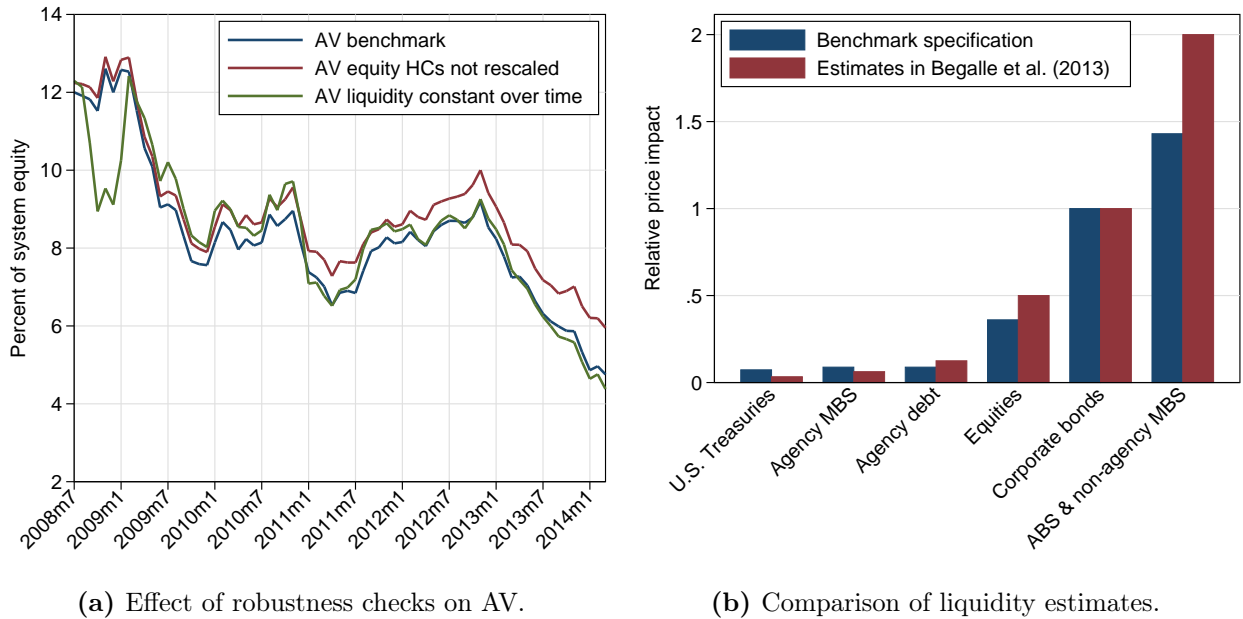 14
12
10
8
6
4
2
Percent of system equity
AV benchmark
AV equity HCs not rescaled
AV liquidity constant over time
2008m7
2009m1
2009m7
2010m1
2010m7
2011m1
2011m7
2012m1
2012m7
2013m1
2013m7
2014m1
(a) Effect of robustness checks on AV.
2
1.5
1
.5
0
Relative price impact
Benchmark specification
Estimates in Begalle et al. (2013)
U.S. Treasuries
Agency MBS
Agency debt
Equities
Corporate bonds
ABS & non-agency MBS
(b) Comparison of liquidity estimates.